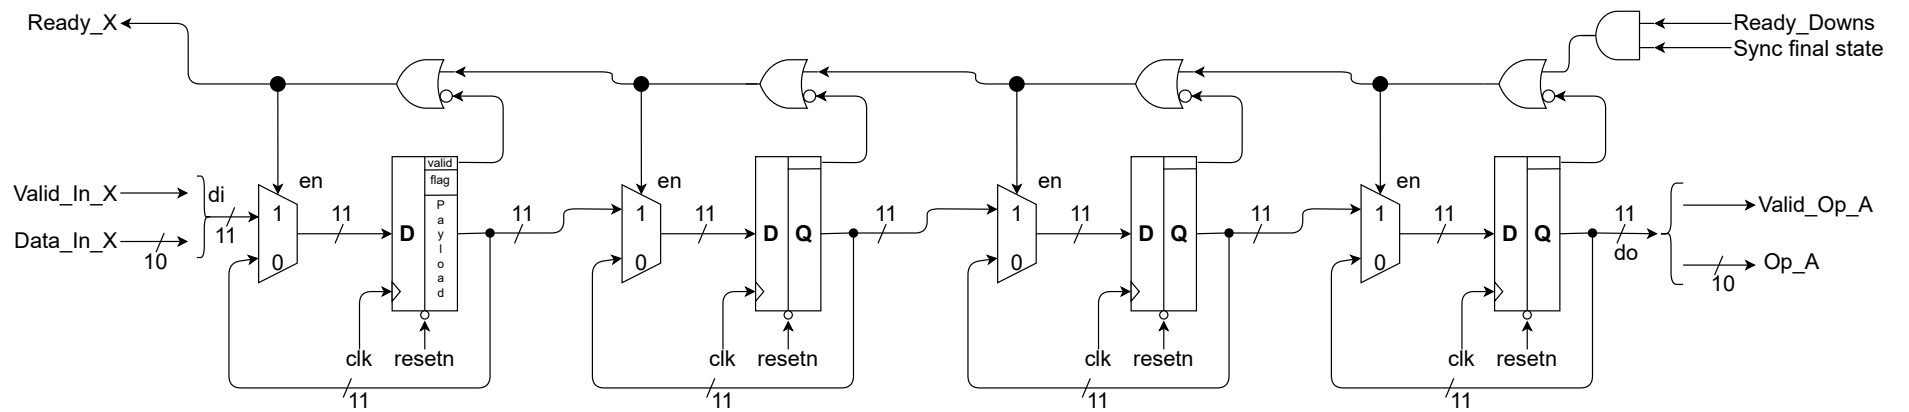 Ready_X
Ready_Downs
Sync final state
Valid_In_X
Data_In_X
10
di
11
en
1
0
11
D
valid
flag
Payload
clk
resetn
11
11
en
1
0
11
D
Q
clk
resetn
11
11
en
1
0
11
D
Q
clk
resetn
11
11
en
1
0
11
D
Q
clk
resetn
11
11
do
Valid_Op_A
Op_A
10